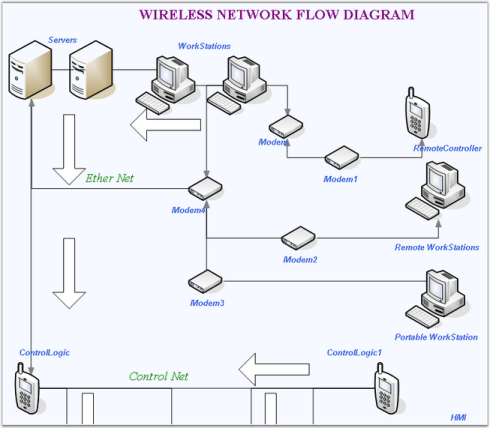 WIRELESS NETWORK FLOW DIAGRAM
Servers
WorkStations
Modem
RemoteController
Modem1
Ether Net
Modem4
Remote WorkStations
Modem2
Modem3
Portable WorkStation
ControlLogic
ControlLogic1
Control Net
HMI